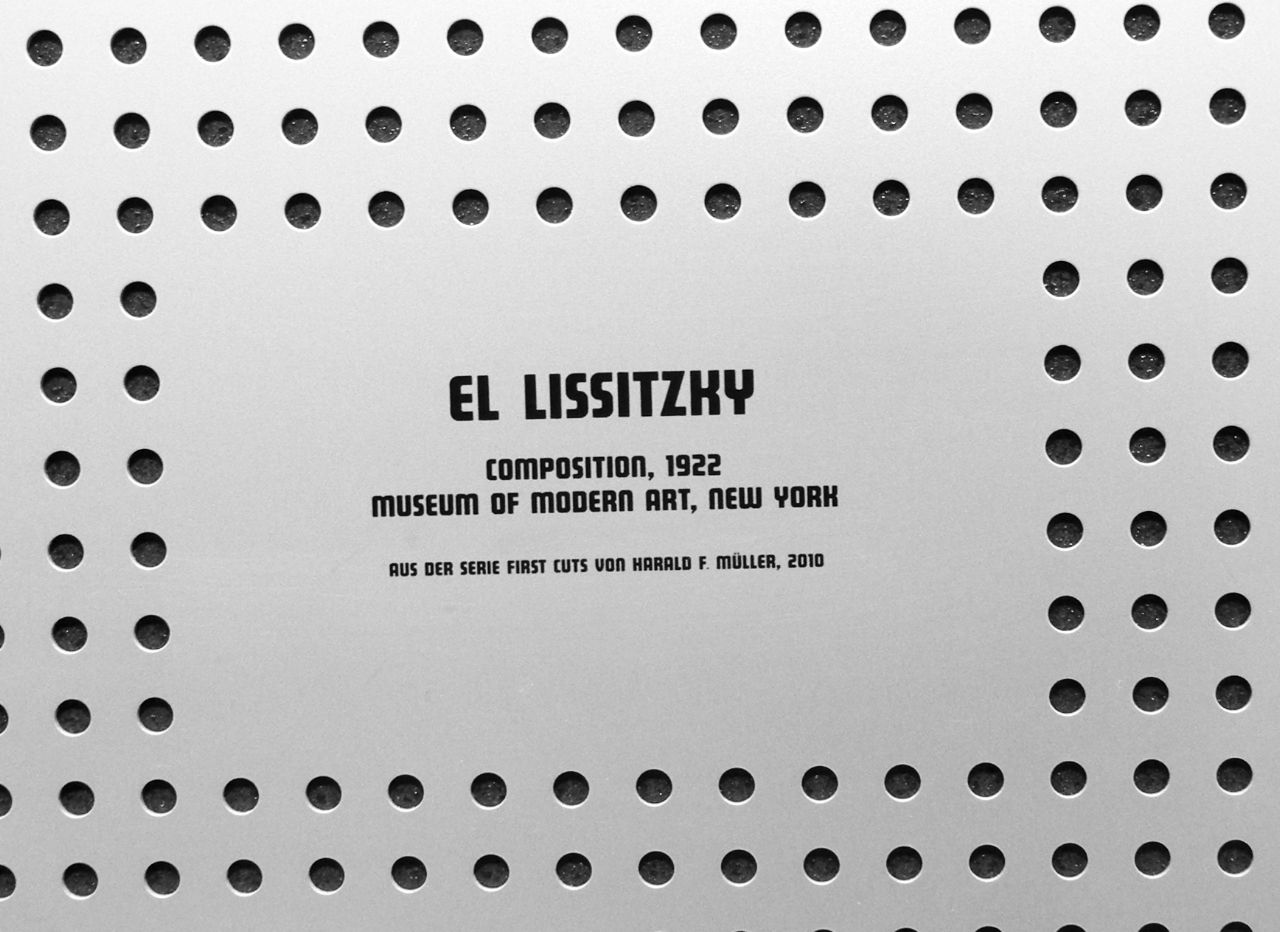 EL LISSITZKY
COMPOSITION, 1922
MUSEUM OF MODERN ART, NEW YORK
AUS DER SERIE FIRST CUTS VON HARALD F. MÜLLER, 2010